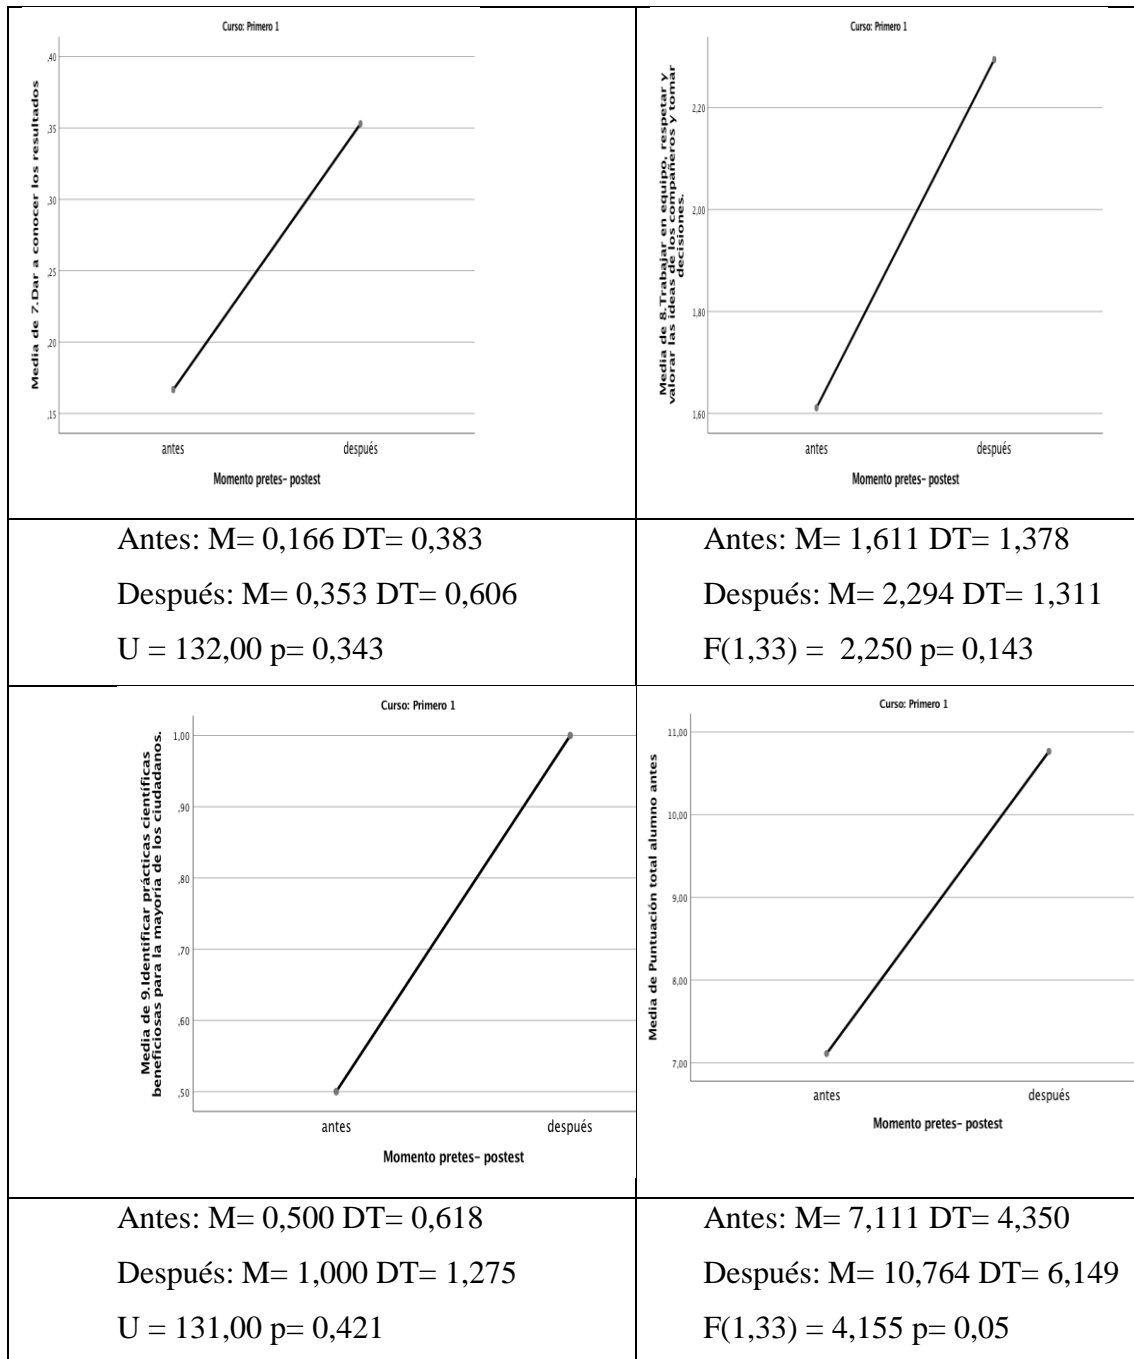 Curso: Primero 1
Media de 7.Dar a conocer los resultados
,40
,35
,30
,25
,20
,15
antes después
Momento pretes- postest
Curso: Primero 1
Media de 8.Trabajar en equipo, respetar y
valorar las ideas de los compañeros y tomar
decisiones.
2,20
2,00
1,80
1,60
antes después
Momento pretes- postest
Antes: M= 0,166 DT= 0,383
Después: M= 0,353 DT= 0,606
U = 132,00 p= 0,343
Antes: M= 1,611 DT= 1,378
Después: M= 2,294 DT= 1,311
F(1,33) = 2,250 p= 0,143
Curso: Primero 1
Media de 9.Identificar prácticas científicas
beneficiosas para la mayoría de los ciudadanos.
1,00
,90
,80
,70
,60
,50
antes después
Momento pretes- postest
Curso: Primero 1
Media de Puntuación total alumno antes
11,00
10,00
9,00
8,00
7,00
antes después
Momento pretes- postest
Antes: M= 0,500 DT= 0,618
Después: M= 1,000 DT= 1,275
U = 131,00 p= 0,421
Antes: M= 7,111 DT= 4,350
Después: M= 10,764 DT= 6,149
F(1,33) = 4,155 p= 0,05